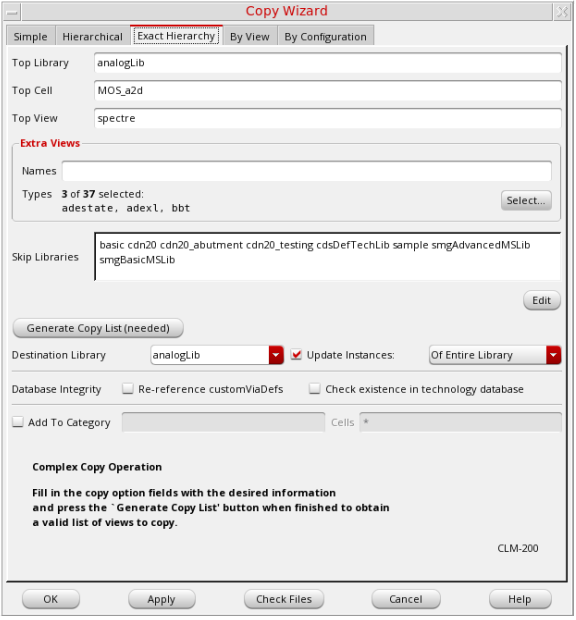 Copy Wizard
Simple Hierarchical Exact Hierarchy By View By Configuration
Top Library analogLib
Top Cell MOS_a2d
Top View spectre
Extra Views
Names
Types 3 of 37 selected:
adestate, adexl, bbt
Select...
Skip Libraries
basic cdn20 cdn20_abutment cdn20_testing cdsDefTechLib sample smgAdvancedMSLib
smgBasicMSLib
Edit
Generate Copy List (needed)
Destination Library analogLib Update Instances: Of Entire Library
Database Integrity Re-reference customViaDefs Check existence in technology database
Add To Category Cells *
Complex Copy Operation
Fill in the copy option fields with the desired information
and press the `Generate Copy List' button when finished to obtain
a valid list of views to copy.
CLM-200
OK Apply Check Files Cancel Help